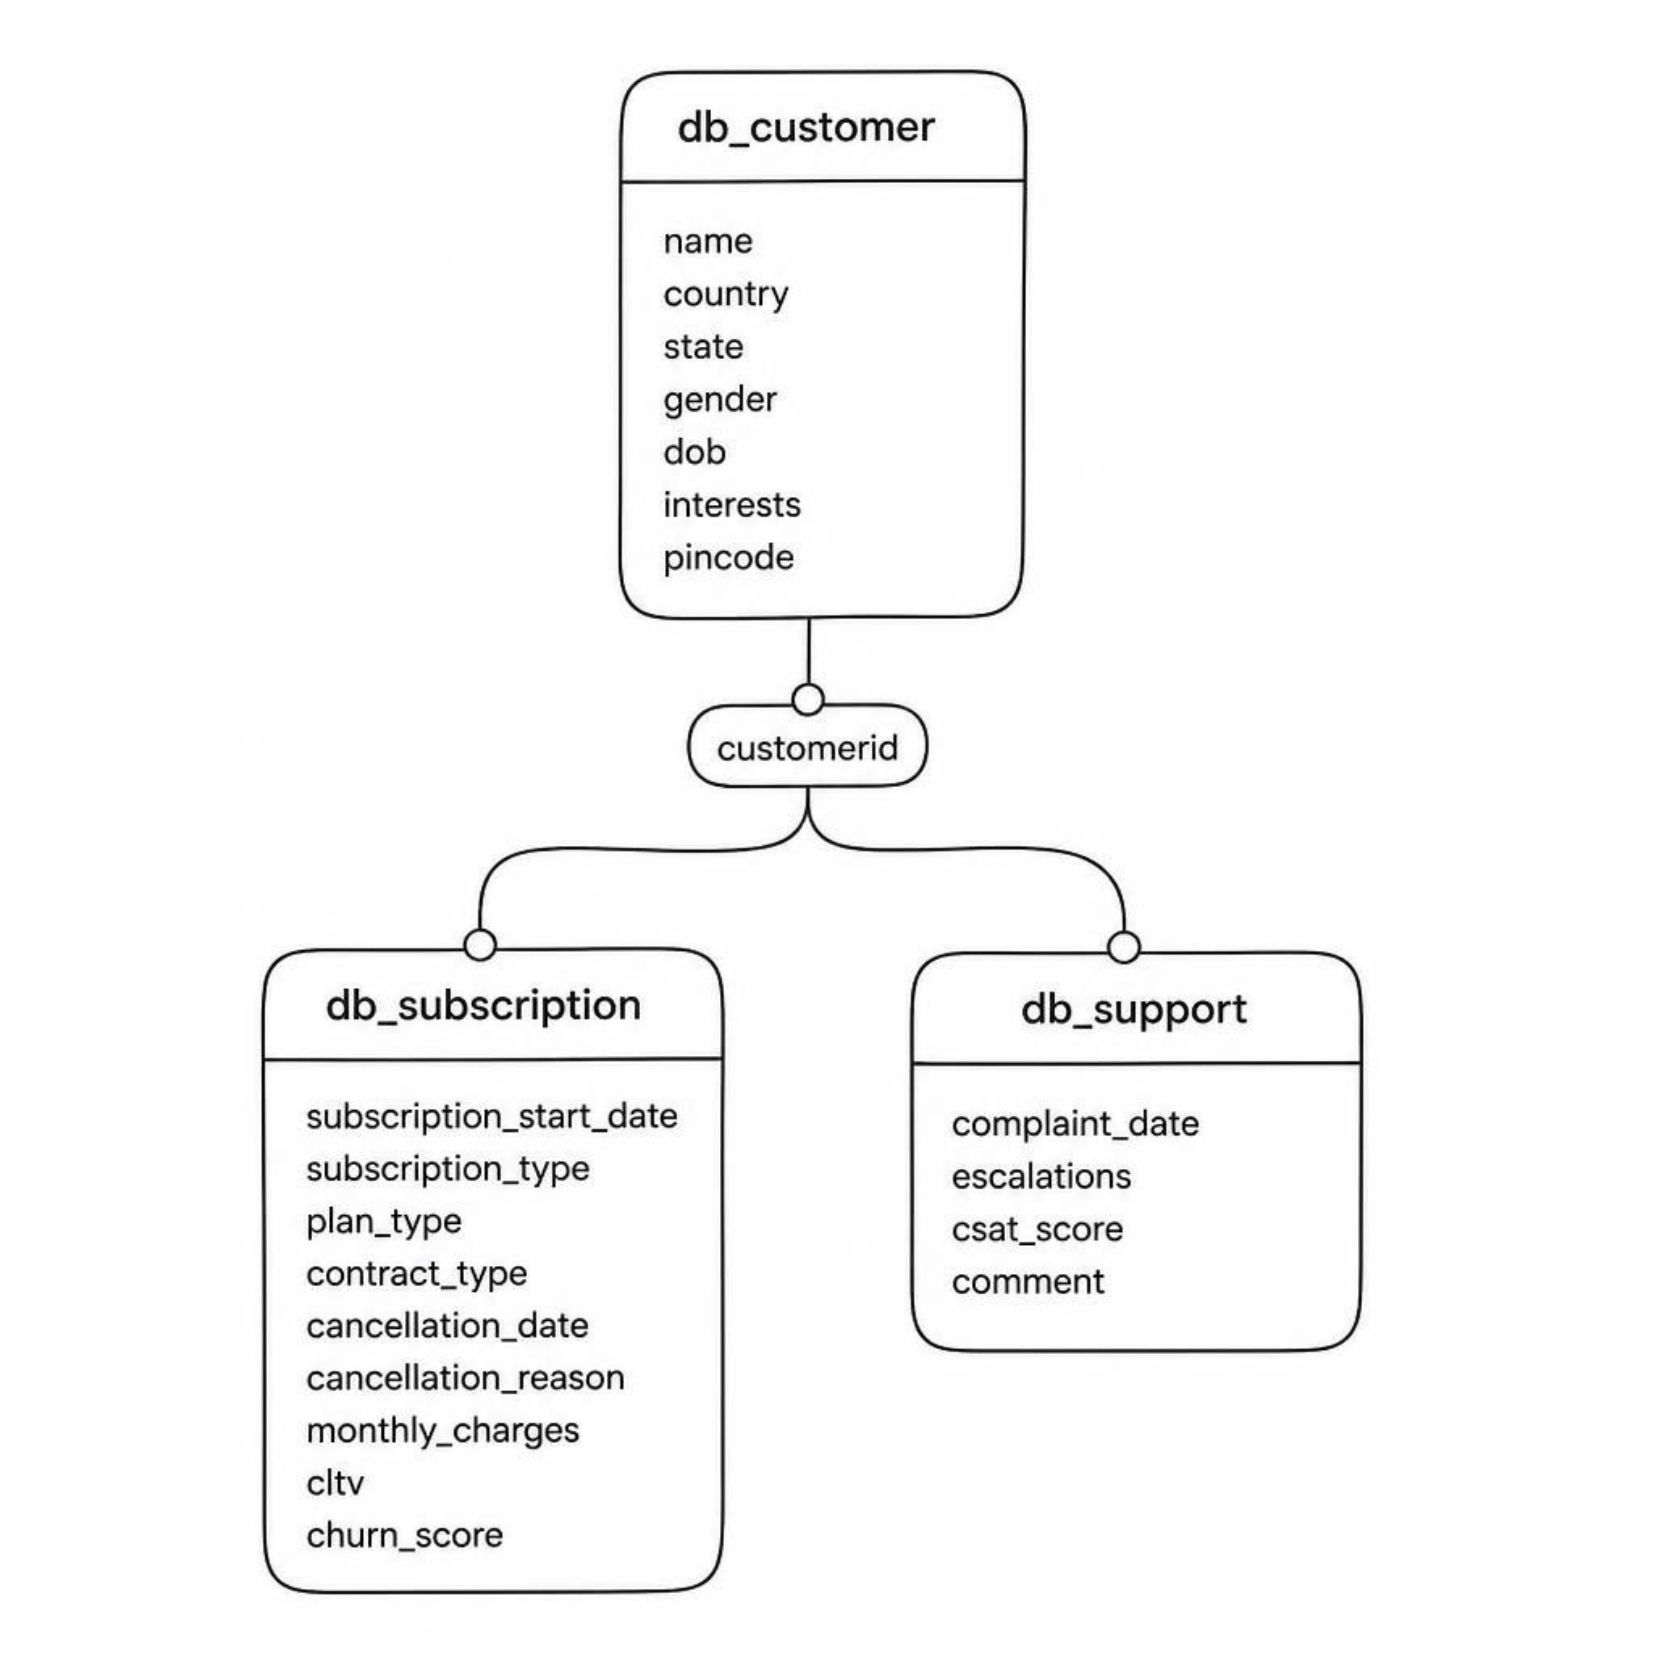 db_customer
name
country
state
gender
dob
interests
pincode
customerid
db_subscription
subscription_start_date
subscription_type
plan_type
contract_type
cancellation_date
cancellation_reason
monthly_charges
cltv
churn_score
db_support
complaint_date
escalations
csat_score
comment